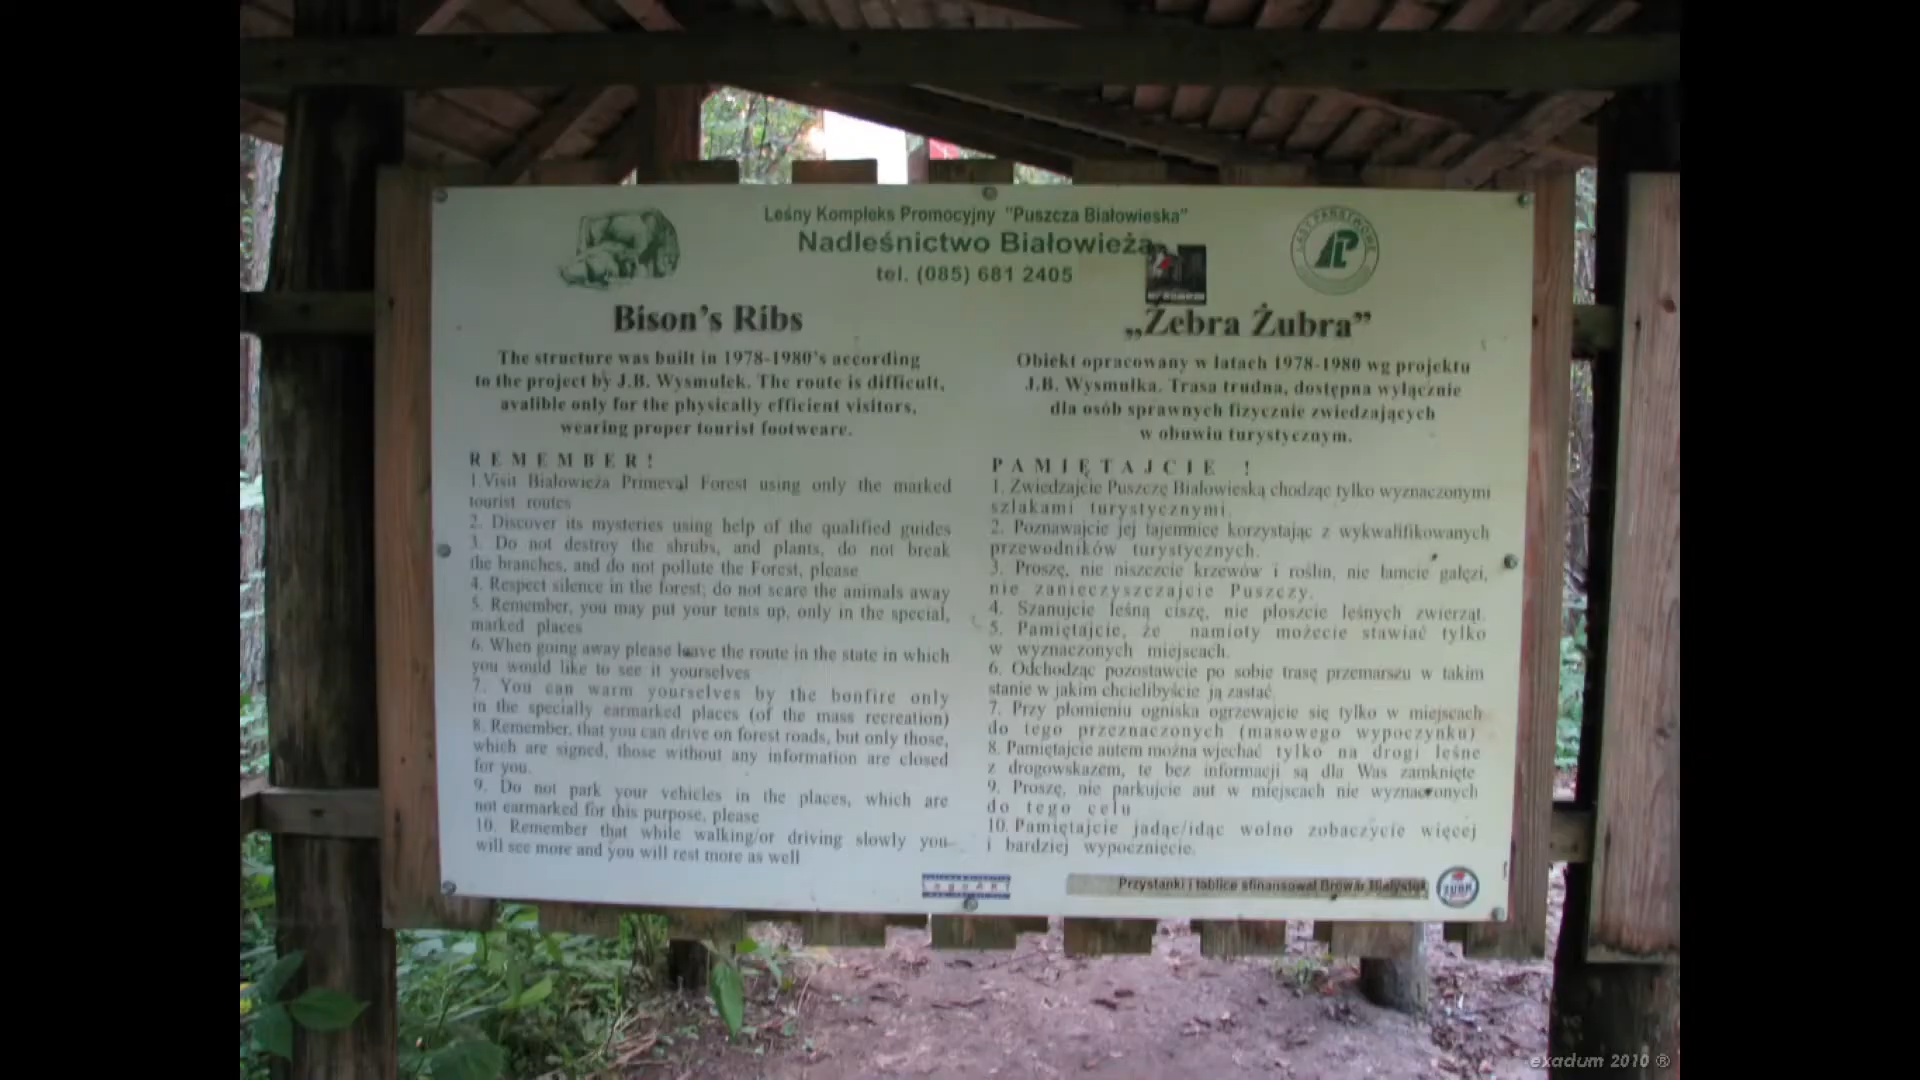 Leśny Kompleks Promocyjny "Puszcza Białowieska"
Nadleśnictwo Białowieża
tel. (085) 681 2405
LASY PAŃSTWOWE
Bison's Ribs
The structure was built in 1978-1980's according
to the project by J.B. Wysmułek. The route is difficult,
avalible only for the physically efficient visitors,
wearing proper tourist footweare.
REMEMBER!
1.Visit Białowieża Primeval Forest using only the marked
tourist routes
2. Discover its mysteries using help of the qualified guides
3. Do not destroy the shrubs, and plants, do not break
the branches, and do not pollute the Forest, please
4. Respect silence in the forest; do not scare the animals away
5. Remember, you may put your tents up, only in the special,
marked places
6. When going away please leave the route in the state in which
you would like to see it yourselves
7. You can warm yourselves by the bonfire only
in the specially earmarked places (of the mass recreation)
8. Remember, that you can drive on forest roads, but only those,
which are signed, those without any information are closed
for you.
9. Do not park your vehicles in the places, which are
not earmarked for this purpose, please
10. Remember that while walking/or driving slowly you
will see more and you will rest more as well
„Żebra Żubra”
Obiekt opracowany w latach 1978-1980 wg projektu
J.B. Wysmułka. Trasa trudna, dostępna wyłącznie
dla osób sprawnych fizycznie zwiedzających
w obuwiu turystycznym.
PAMIĘTAJCIE !
1. Zwiedzajcie Puszczę Białowieską chodząc tylko wyznaczonymi
szlakami turystycznymi.
2. Poznawajcie jej tajemnice korzystając z wykwalifikowanych
przewodników turystycznych.
3. Proszę, nie niszczcie krzewów i roślin, nie łamcie gałęzi,
nie zanieczyszczajcie Puszczy.
4. Szanujcie leśną ciszę, nie płoszcie leśnych zwierząt.
5. Pamiętajcie, że namioty możecie stawiać tylko
w wyznaczonych miejscach.
6. Odchodząc pozostawcie po sobie trasę przemarszu w takim
stanie w jakim chcielibyście ją zastać.
7. Przy płomieniu ogniska ogrzewajcie się tylko w miejscach
do tego przeznaczonych (masowego wypoczynku)
8. Pamiętajcie autem można wjechać tylko na drogi leśne
z drogowskazem, te bez informacji są dla Was zamknięte
9. Proszę, nie parkujcie aut w miejscach nie wyznaczonych
do tego celu
10. Pamiętajcie jadąc/idąc wolno zobaczycie więcej
i bardziej wypoczniecie.
LogoART
Przystanki i tablice sfinansował Browar Białystok
ŻUBR
exadum 2010 ®